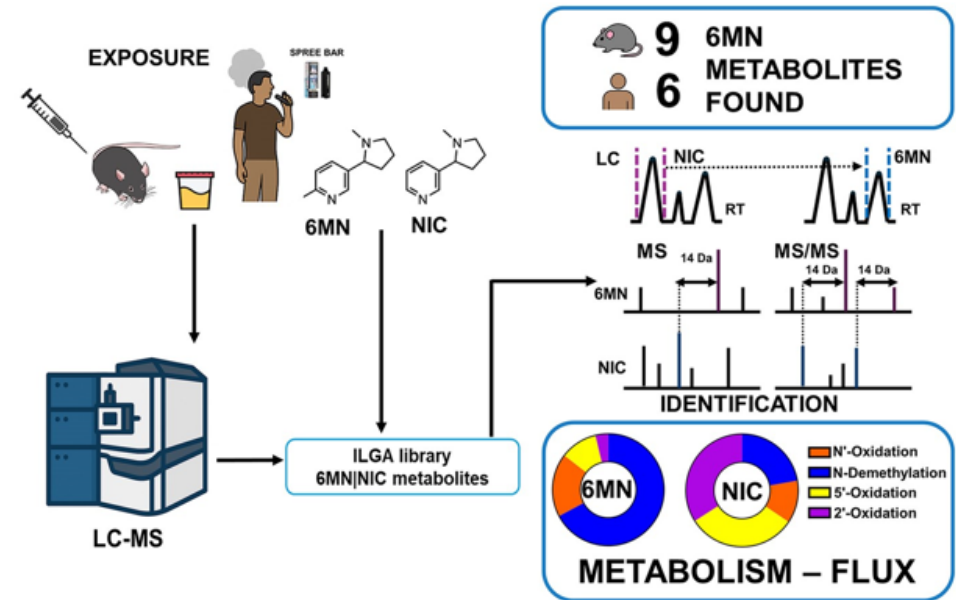 EXPOSURE
SPREE BAR
N
N
6MN
N
N
NIC
LC-MS
ILGA library
6MN|NIC metabolites
9 6MN
METABOLITES
6 FOUND
LC NIC 6MN
RT RT
MS MS/MS
14 Da 14 Da 14 Da
6MN
NIC
IDENTIFICATION
6MN NIC
N'-Oxidation
N-Demethylation
5'-Oxidation
2'-Oxidation
METABOLISM – FLUX